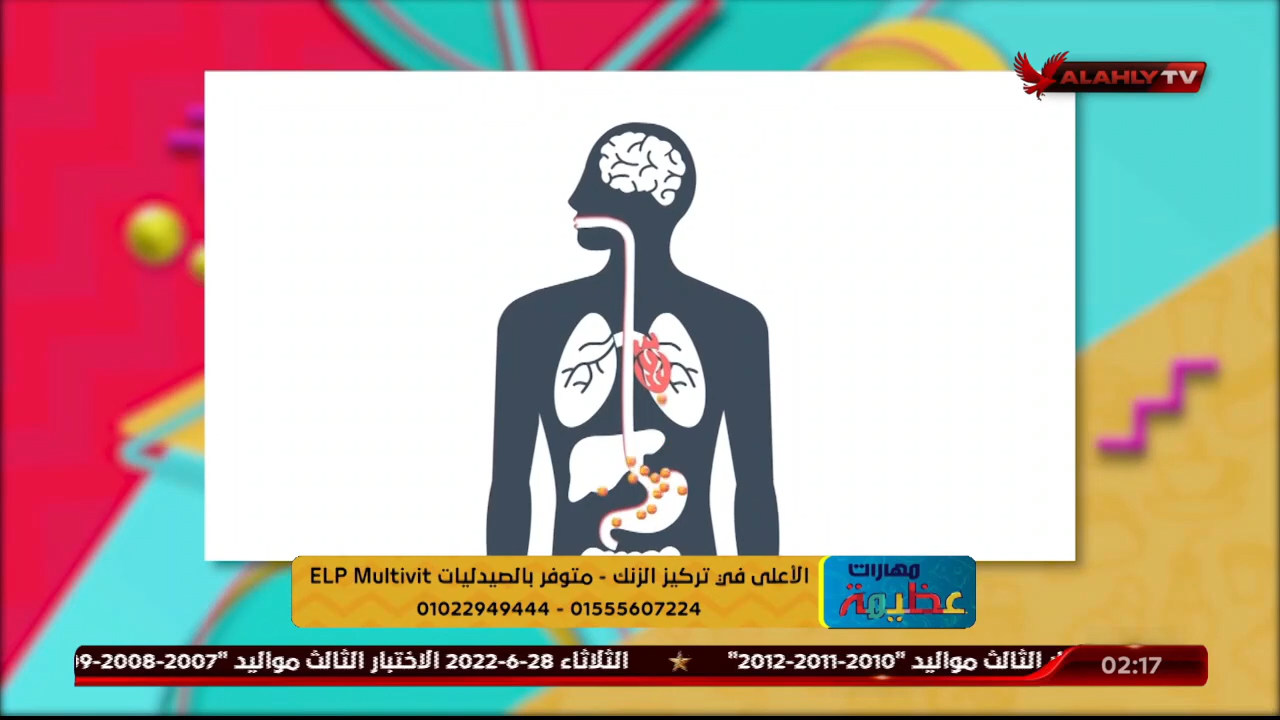 ALAHLY TV
الأعلى في تركيز الزنك - متوفر بالصيدليات ELP Multivit
01022949444 - 01555607224
مهارات
عظيمة
الثالث مواليد "2010-2011-2012" ★ الثلاثاء 28-6-2022 الاختبار الثالث مواليد "2007-2008-
02:17